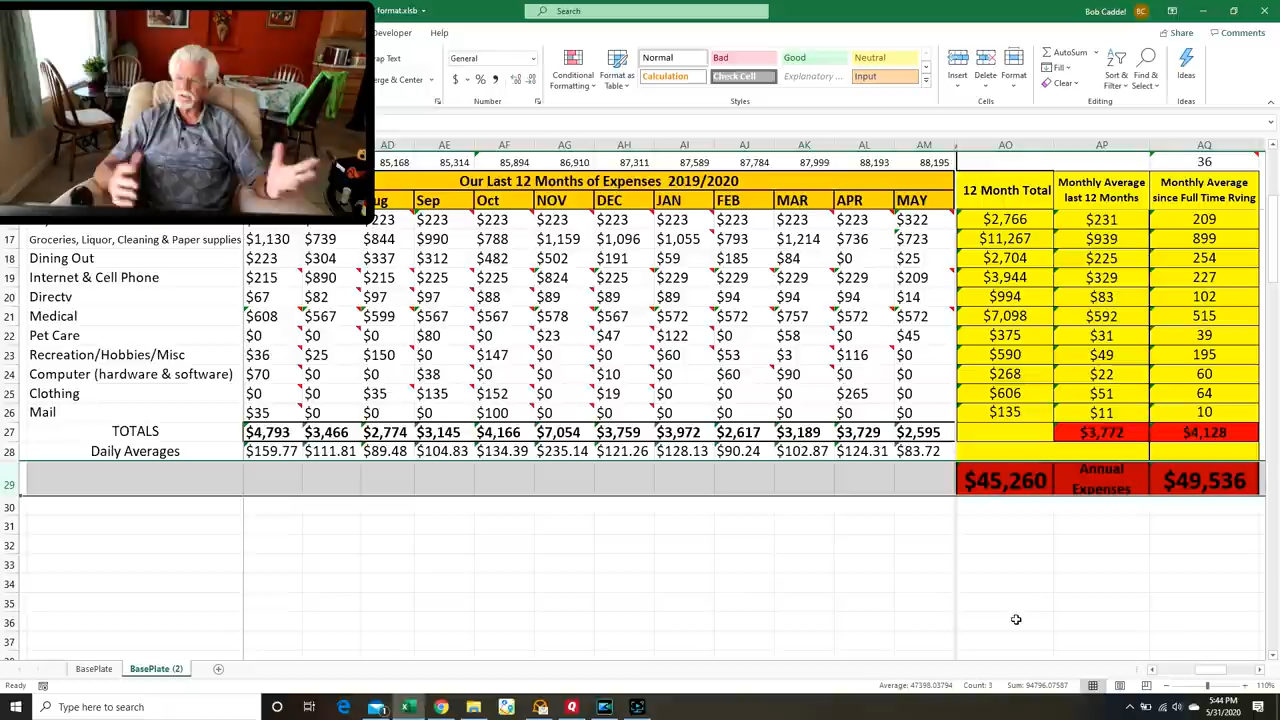 format.xlsb
Search
Bob Caddel BC
Developer Help
Share Comments
rap Text
erge & Center
General
$ % 9
Number
Conditional Formatting
Format as Table
Normal Bad Good Neutral
Calculation Check Cell Explanatory ... Input
Styles
Insert Delete Format
Cells
AutoSum
Fill
Clear
Sort & Filter
Find & Select
Editing
Ideas
Ideas
AD AE AF AG AH AI AJ AK AL AM AO AP AQ
85,168 85,314 85,894 86,910 87,311 87,589 87,784 87,999 88,193 88,195 36
Our Last 12 Months of Expenses 2019/2020
12 Month Total
Monthly Average last 12 Months
Monthly Average since Full Time Rving
ug Sep Oct NOV DEC JAN FEB MAR APR MAY
223 $223 $223 $223 $223 $223 $223 $223 $223 $322 $2,766 $231 209
17 Groceries, Liquor, Cleaning & Paper supplies $1,130 $739 $844 $990 $788 $1,159 $1,096 $1,055 $793 $1,214 $736 $723 $11,267 $939 899
18 Dining Out $223 $304 $337 $312 $482 $502 $191 $59 $185 $84 $0 $25 $2,704 $225 254
19 Internet & Cell Phone $215 $890 $215 $225 $229 $824 $225 $229 $229 $229 $229 $209 $3,944 $329 227
20 Directv $67 $82 $97 $97 $88 $89 $89 $89 $94 $94 $94 $14 $994 $83 102
21 Medical $608 $567 $599 $567 $567 $578 $567 $572 $572 $757 $572 $572 $7,098 $592 515
22 Pet Care $0 $0 $0 $80 $0 $23 $47 $122 $0 $58 $0 $45 $375 $31 39
23 Recreation/Hobbies/Misc $36 $25 $150 $0 $147 $0 $0 $60 $53 $3 $116 $0 $590 $49 195
24 Computer (hardware & software) $70 $0 $0 $38 $0 $0 $10 $0 $60 $90 $0 $0 $268 $22 60
25 Clothing $0 $0 $35 $135 $152 $0 $19 $0 $0 $0 $265 $0 $606 $51 64
26 Mail $35 $0 $0 $0 $100 $0 $0 $0 $0 $0 $0 $0 $135 $11 10
27 TOTALS $4,793 $3,466 $2,774 $3,145 $4,166 $7,054 $3,759 $3,972 $2,617 $3,189 $3,729 $2,595 $3,772 $4,128
28 Daily Averages $159.77 $111.81 $89.48 $104.83 $134.39 $235.14 $121.26 $128.13 $90.24 $102.87 $124.31 $83.72
29 $45,260 Annual Expenses $49,536
30
31
32
33
34
35
36
37
BasePlate BasePlate (2)
Ready
Average: 47398.03794 Count: 3 Sum: 94796.07587
110%
Type here to search
5:44 PM
5/31/2020